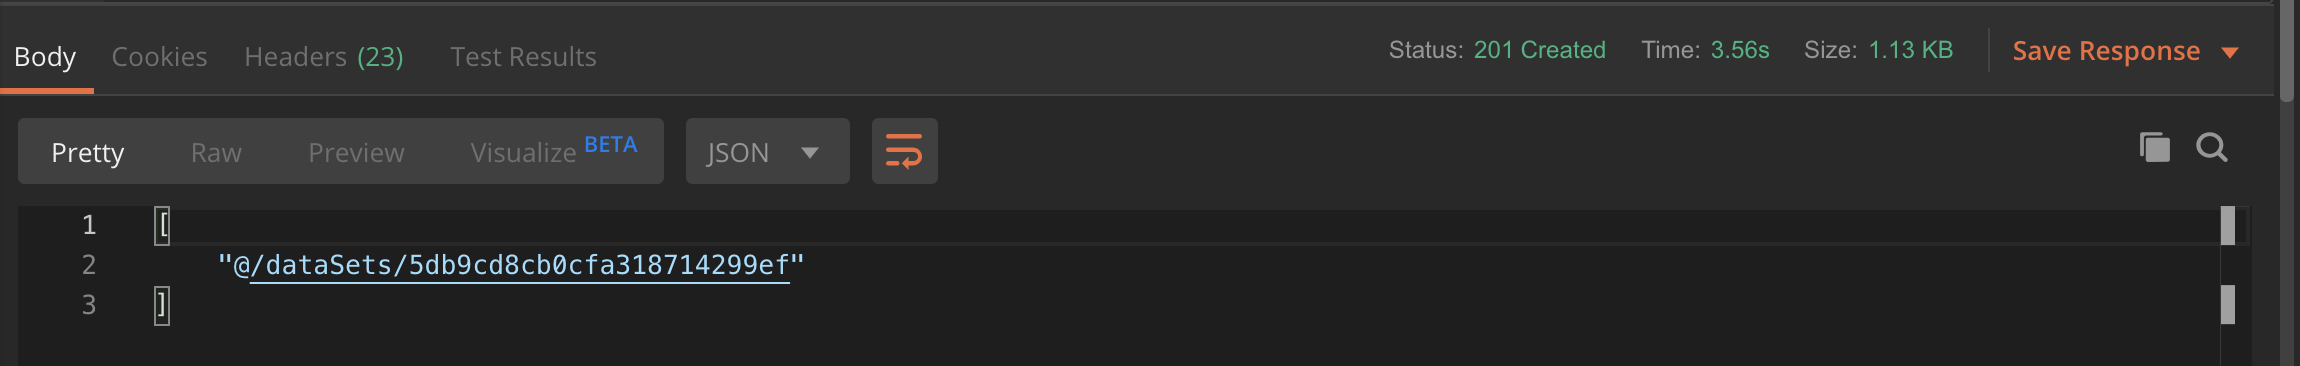 Body Cookies Headers (23) Test Results Status: 201 Created Time: 3.56s Size: 1.13 KB Save Response
Pretty Raw Preview Visualize BETA JSON
1 [
2 "@/dataSets/5db9cd8cb0cfa318714299ef"
3 ]